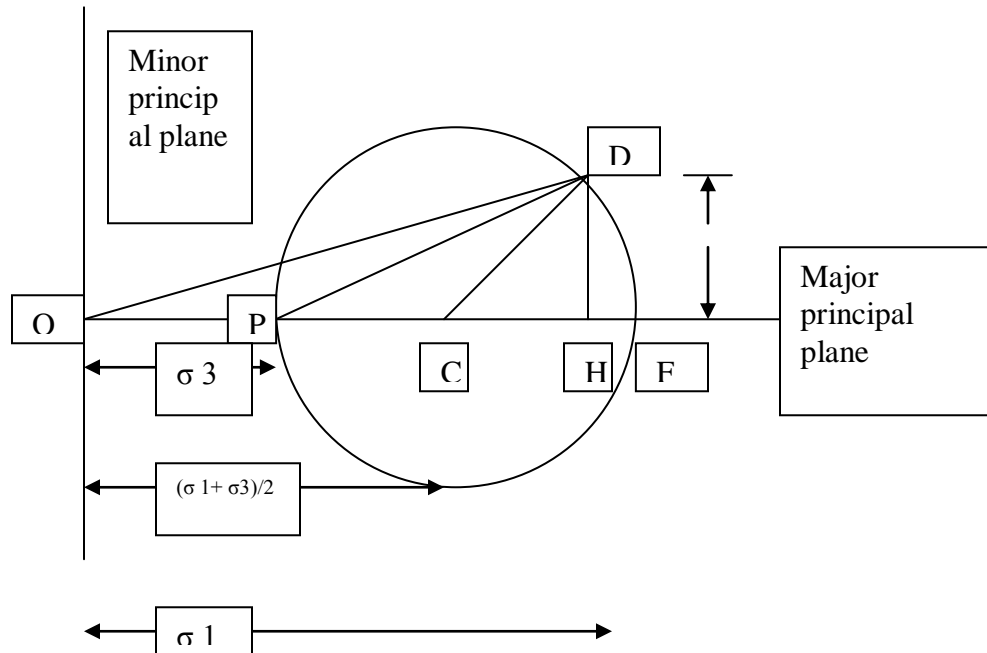 Minor
princip
al plane
D
O
P
Major
principal
plane
σ 3
C
H
F
(σ 1+ σ3)/2
σ 1